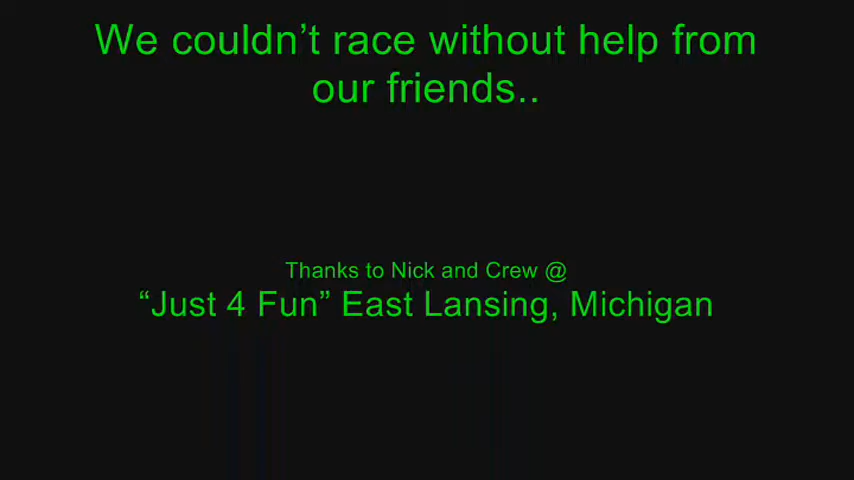 We couldn’t race without help from
our friends..
Thanks to Nick and Crew @
“Just 4 Fun” East Lansing, Michigan